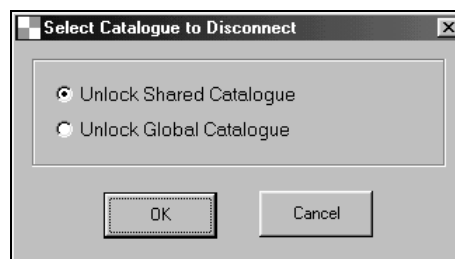 Select Catalogue to Disconnect
Unlock Shared Catalogue
Unlock Global Catalogue
OK
Cancel